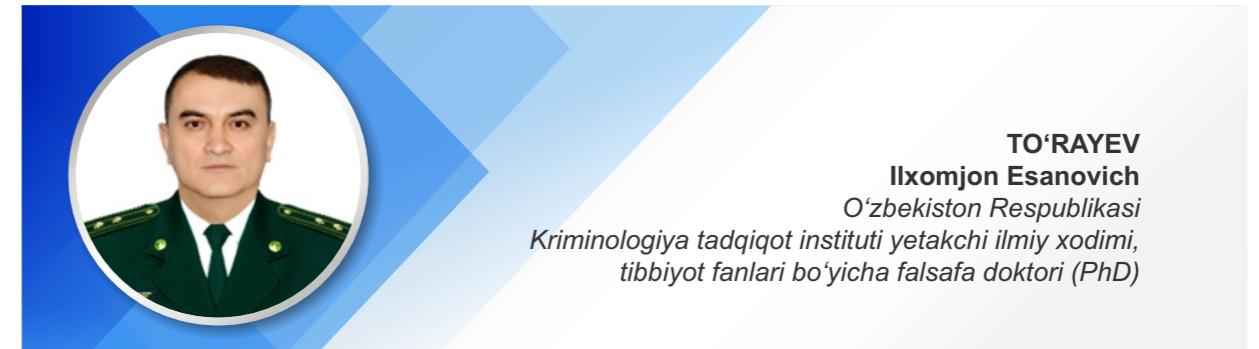 TO‘RAYEV
Ilxomjon Esanovich
O‘zbekiston Respublikasi
Kriminologiya tadqiqot instituti yetakchi ilmiy xodimi,
tibbiyot fanlari bo‘yicha falsafa doktori (PhD)